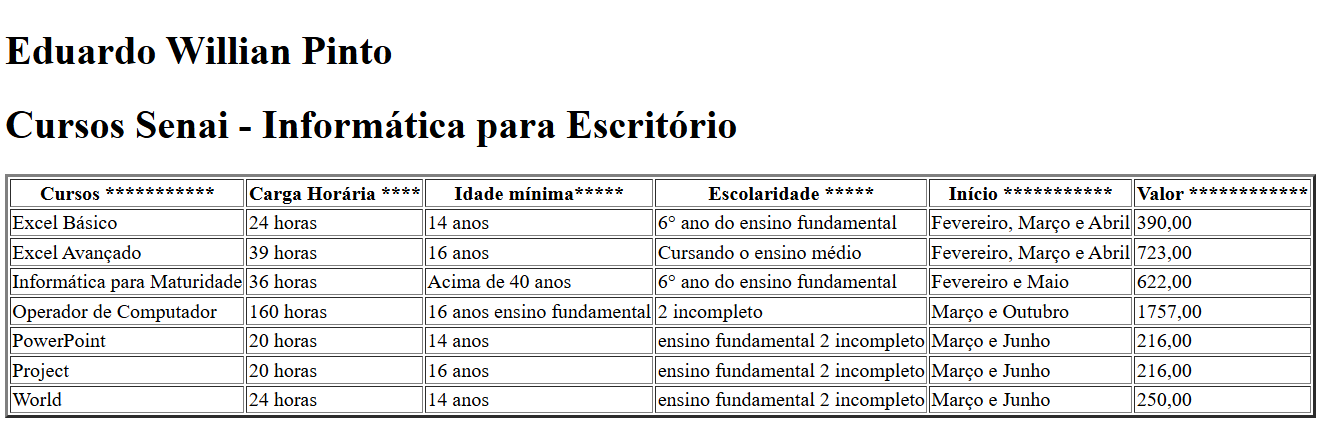 Eduardo Willian Pinto
Cursos Senai - Informática para Escritório
Cursos *********** Carga Horária **** Idade mínima***** Escolaridade ***** Início *********** Valor ************
Excel Básico 24 horas 14 anos 6° ano do ensino fundamental Fevereiro, Março e Abril 390,00
Excel Avançado 39 horas 16 anos Cursando o ensino médio Fevereiro, Março e Abril 723,00
Informática para Maturidade 36 horas Acima de 40 anos 6° ano do ensino fundamental Fevereiro e Maio 622,00
Operador de Computador 160 horas 16 anos ensino fundamental 2 incompleto Março e Outubro 1757,00
PowerPoint 20 horas 14 anos ensino fundamental 2 incompleto Março e Junho 216,00
Project 20 horas 16 anos ensino fundamental 2 incompleto Março e Junho 216,00
World 24 horas 14 anos ensino fundamental 2 incompleto Março e Junho 250,00